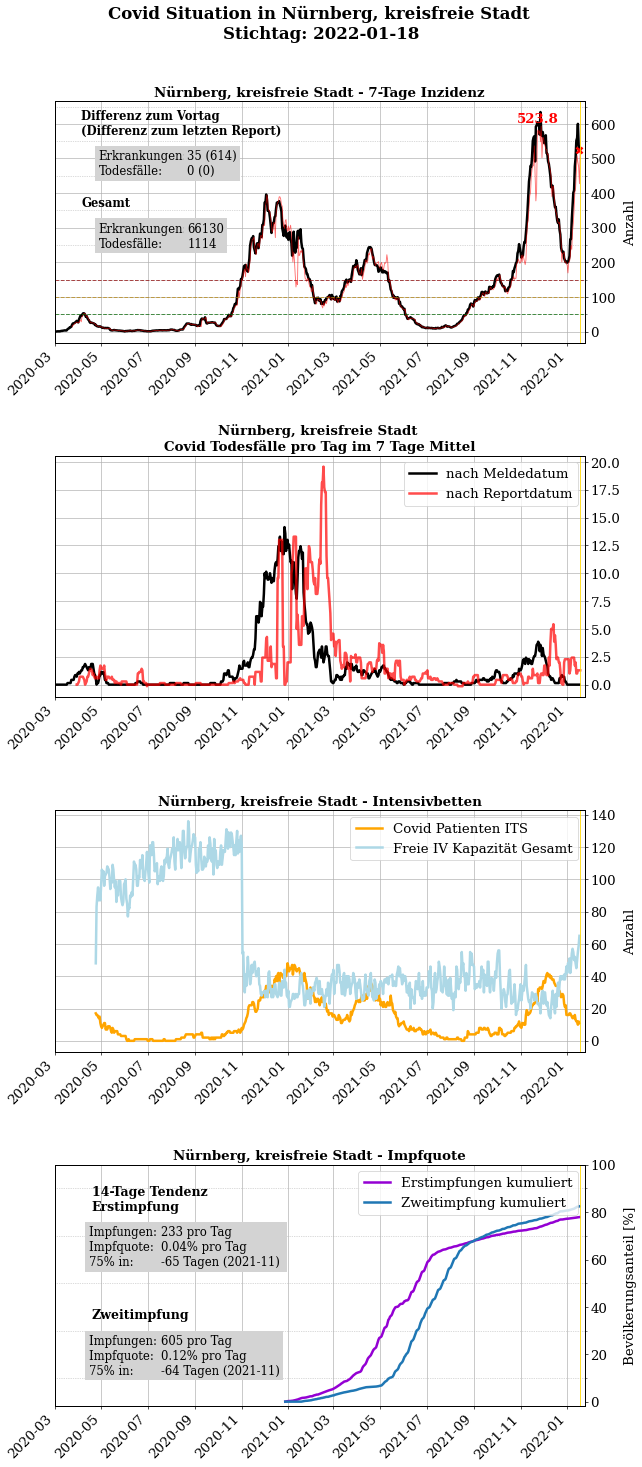 Covid Situation in Nürnberg, kreisfreie Stadt
Stichtag: 2022-01-18
Nürnberg, kreisfreie Stadt - 7-Tage Inzidenz
Differenz zum Vortag
(Differenz zum letzten Report)
Erkrankungen 35 (614)
Todesfälle: 0 (0)
Gesamt
Erkrankungen 66130
Todesfälle: 1114
523.8
600
500
400
300
200
100
0
Anzahl
2020-03
2020-05
2020-07
2020-09
2020-11
2021-01
2021-03
2021-05
2021-07
2021-09
2021-11
2022-01
Nürnberg, kreisfreie Stadt
Covid Todesfälle pro Tag im 7 Tage Mittel
nach Meldedatum
nach Reportdatum
20.0
17.5
15.0
12.5
10.0
7.5
5.0
2.5
0.0
2020-03
2020-05
2020-07
2020-09
2020-11
2021-01
2021-03
2021-05
2021-07
2021-09
2021-11
2022-01
Nürnberg, kreisfreie Stadt - Intensivbetten
Covid Patienten ITS
Freie IV Kapazität Gesamt
140
120
100
80
60
40
20
0
Anzahl
2020-03
2020-05
2020-07
2020-09
2020-11
2021-01
2021-03
2021-05
2021-07
2021-09
2021-11
2022-01
Nürnberg, kreisfreie Stadt - Impfquote
Erstimpfungen kumuliert
Zweitimpfung kumuliert
14-Tage Tendenz
Erstimpfung
Impfungen: 233 pro Tag
Impfquote: 0.04% pro Tag
75% in: -65 Tagen (2021-11)
Zweitimpfung
Impfungen: 605 pro Tag
Impfquote: 0.12% pro Tag
75% in: -64 Tagen (2021-11)
100
80
60
40
20
0
Bevölkerungsanteil [%]
2020-03
2020-05
2020-07
2020-09
2020-11
2021-01
2021-03
2021-05
2021-07
2021-09
2021-11
2022-01